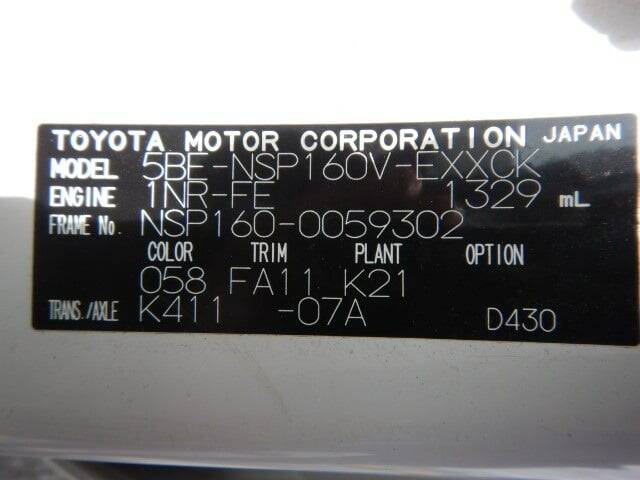 TOYOTA MOTOR CORPORATION JAPAN
MODEL 5BE-NSP160V-EXXCK
ENGINE 1NR-FE 1329 mL
FRAME No. NSP160-0059302
COLOR TRIM PLANT OPTION
058 FA11 K21
TRANS./AXLE K411 -07A D430